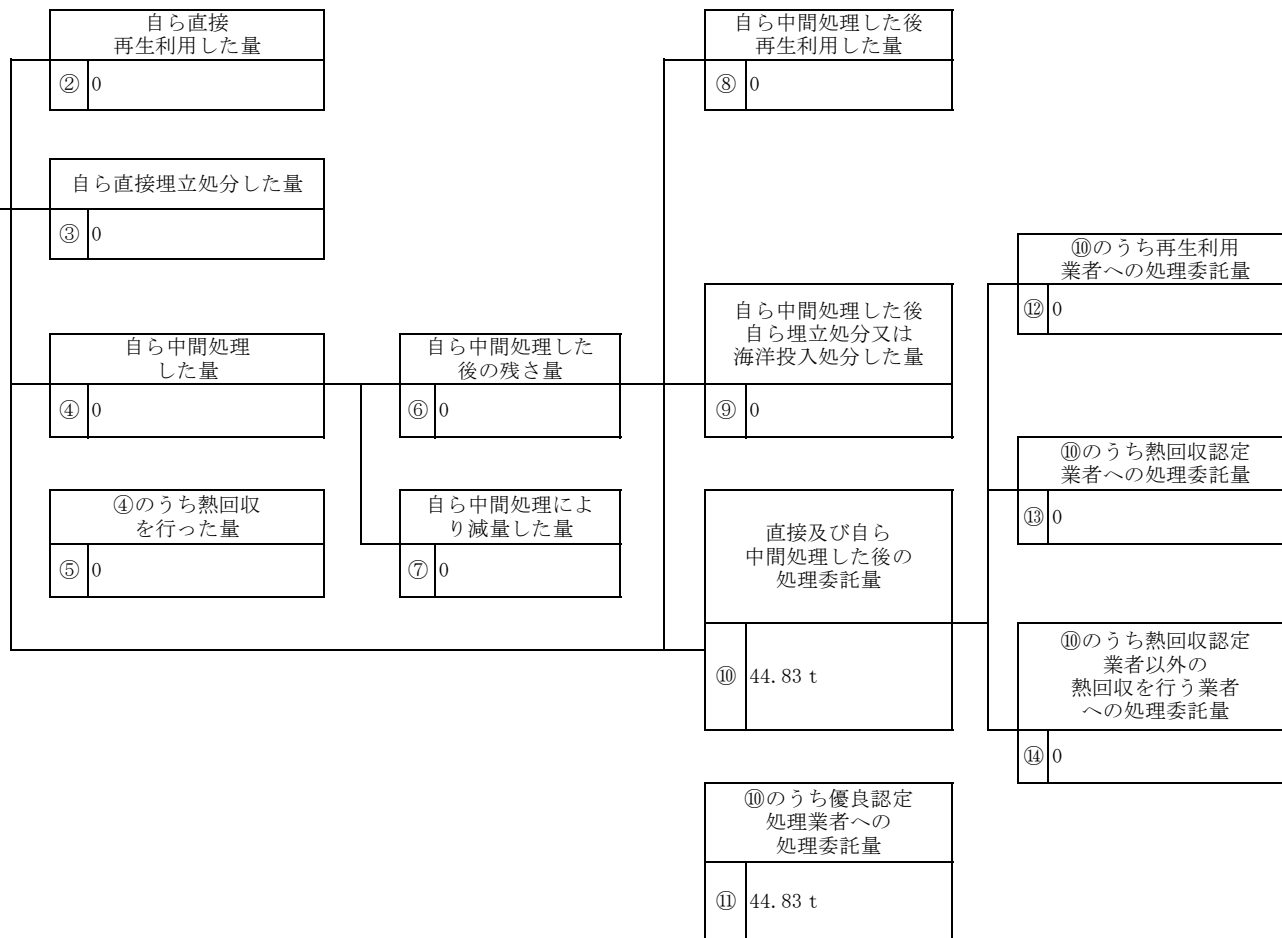 自ら直接
再生利用した量
② 0
自ら直接埋立処分した量
③ 0
自ら中間処理
した量
④ 0
④のうち熱回収
を行った量
⑤ 0
自ら中間処理した
後の残さ量
⑥ 0
自ら中間処理によ
り減量した量
⑦ 0
自ら中間処理した後
再生利用した量
⑧ 0
自ら中間処理した後
自ら埋立処分又は
海洋投入処分した量
⑨ 0
直接及び自ら
中間処理した後の
処理委託量
⑩ 44.83 t
⑩のうち優良認定
処理業者への
処理委託量
⑪ 44.83 t
⑩のうち再生利用
業者への処理委託量
⑫ 0
⑩のうち熱回収認定
業者への処理委託量
⑬ 0
⑩のうち熱回収認定
業者以外の
熱回収を行う業者
への処理委託量
⑭ 0